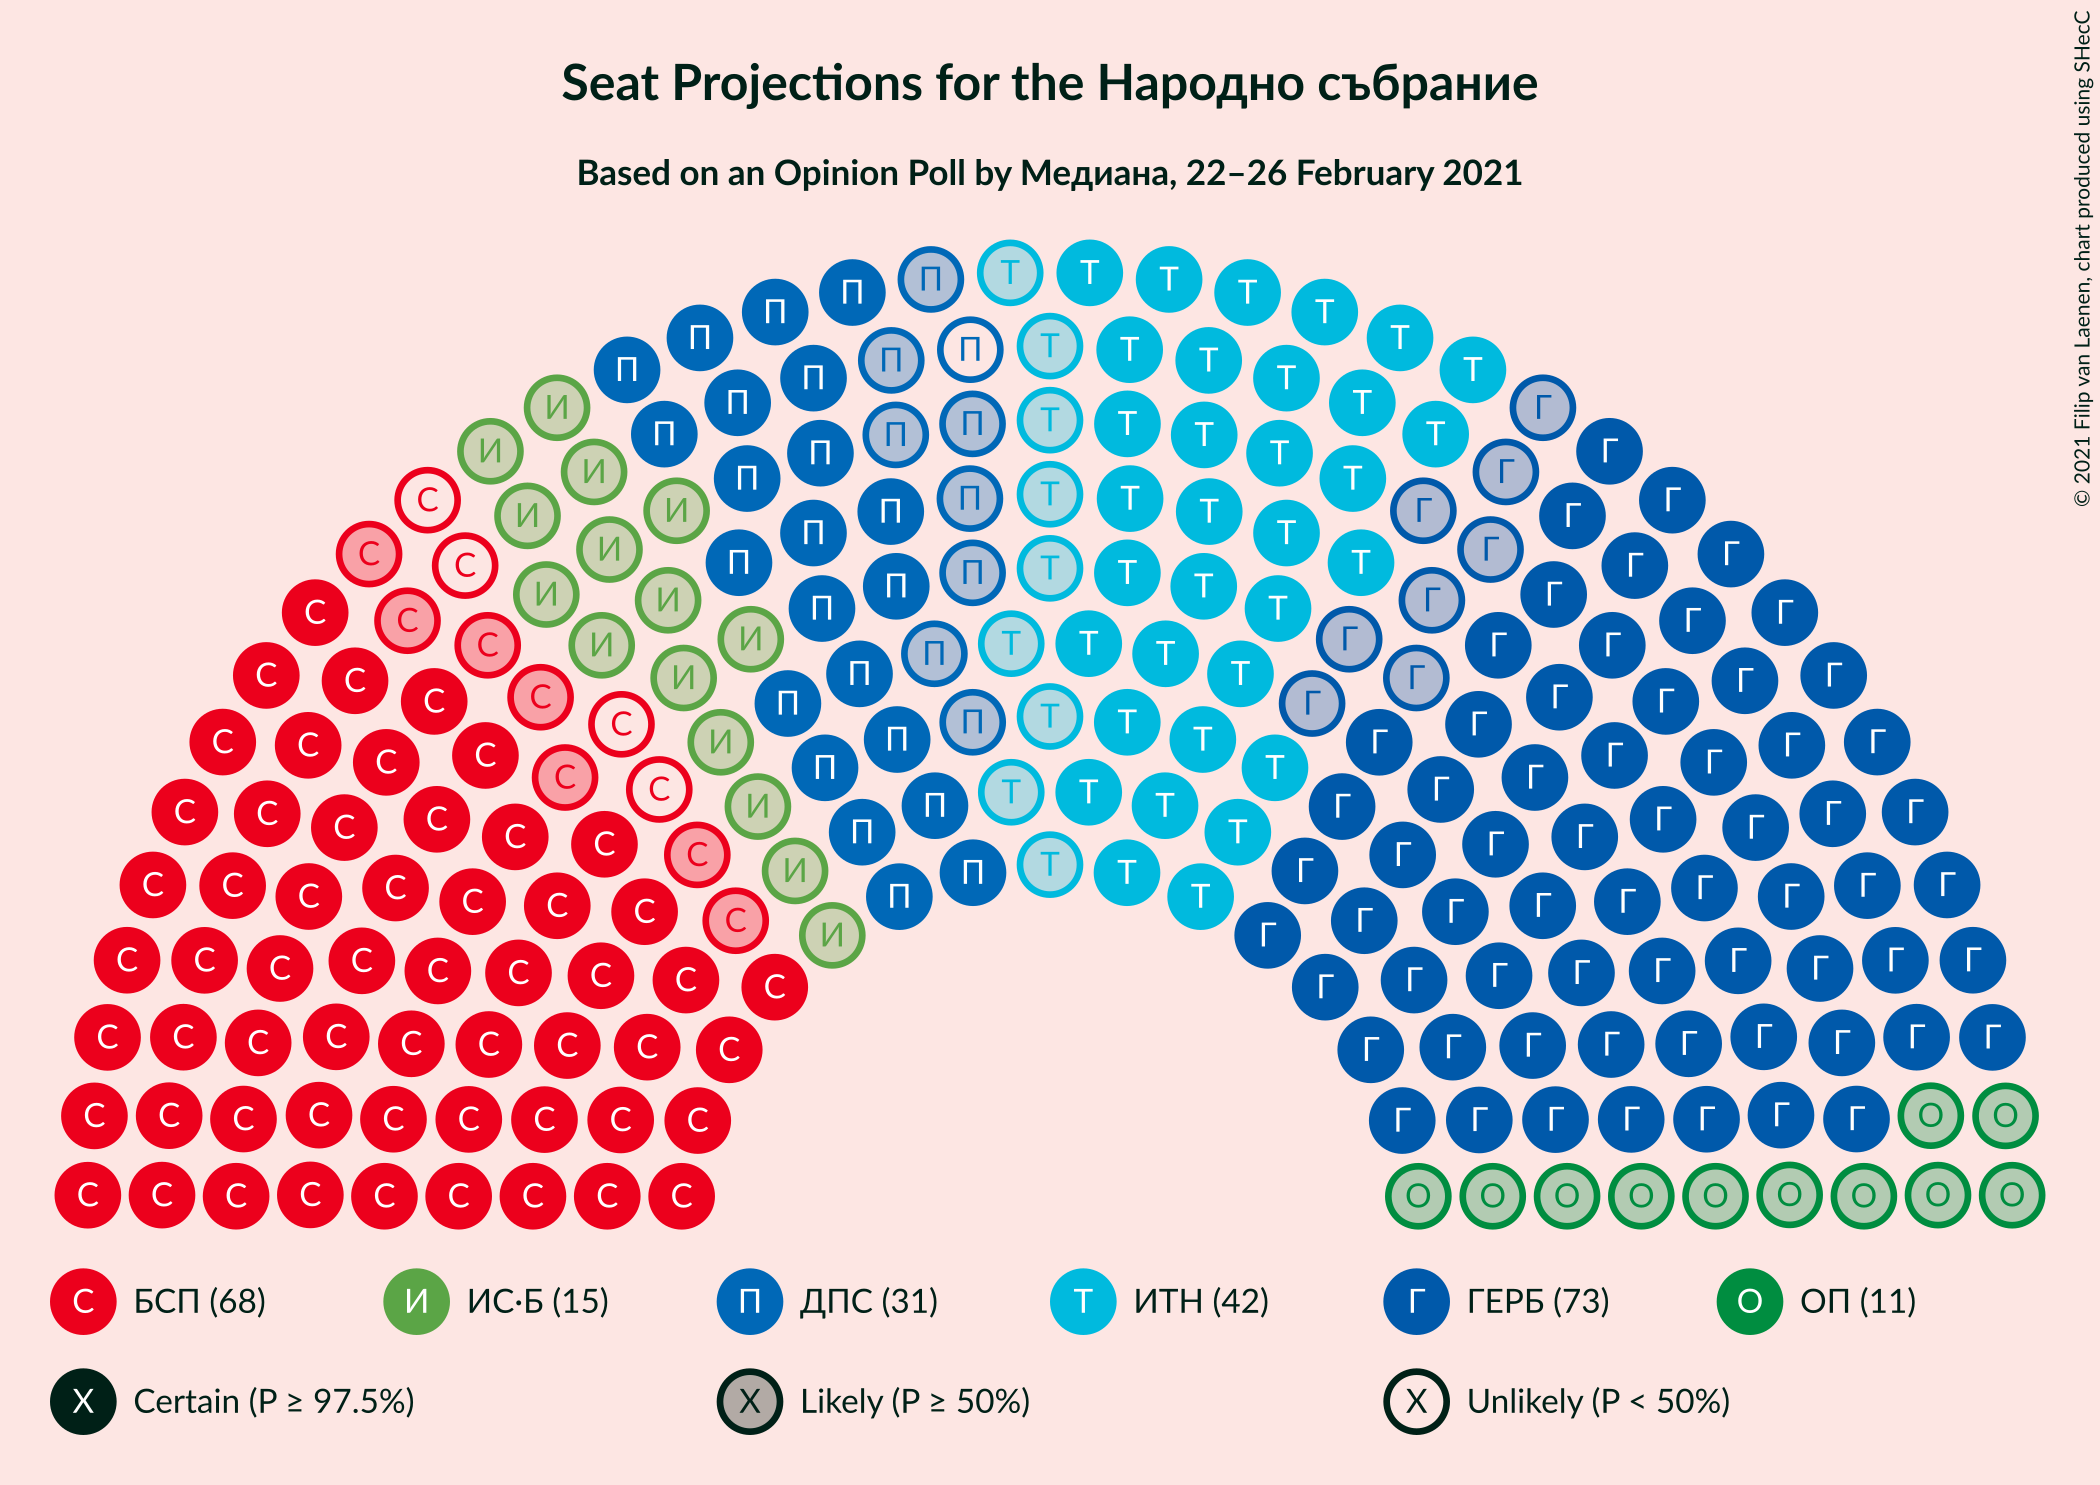 Seat Projections for the Народно събрание
Based on an Opinion Poll by Медиана, 22–26 February 2021
© 2021 Filip van Laenen, chart produced using SHecC
С БСП (68) И ИС·Б (15) П ДПС (31) Т ИТН (42) Г ГЕРБ (73) О ОП (11)
X Certain (P ≥ 97.5%) X Likely (P ≥ 50%) X Unlikely (P < 50%)